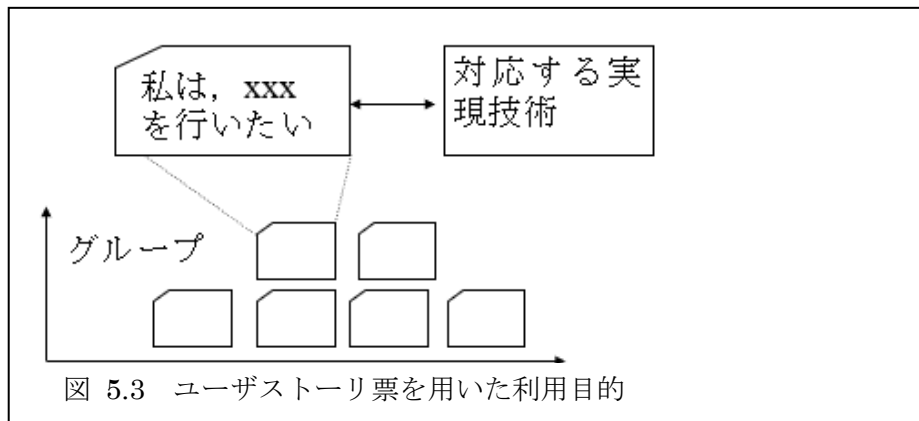 私は，xxx
を行いたい
対応する実
現技術
グループ
図 5.3　ユーザストーリ票を用いた利用目的